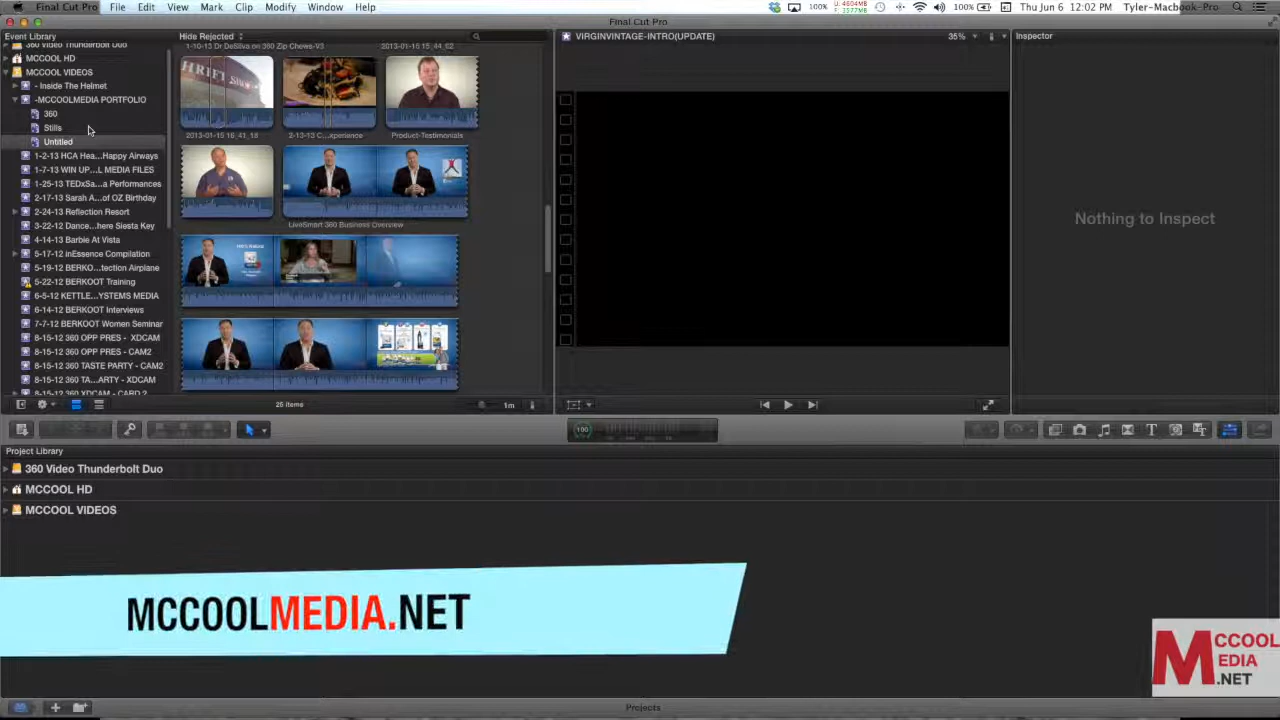 Final Cut Pro File Edit View Mark Clip Modify Window Help 100% Thu Jun 6 12:02 PM Tyler-Macbook-Pro
Final Cut Pro
Event Library
Hide Rejected
VIRGINVINTAGE-INTRO(UPDATE)
35%
Inspector
360 Video Thunderbolt Duo
MCCOOL HD
MCCOOL VIDEOS
- Inside The Helmet
-MCCOOLMEDIA PORTFOLIO
360
Stills
Untitled
1-2-13 HCA Hea...Happy Airways
1-7-13 WIN UP...L MEDIA FILES
1-25-13 TEDxSa...a Performances
2-17-13 Sarah A...of OZ Birthday
2-24-13 Reflection Resort
3-22-12 Dance...here Siesta Key
4-14-13 Barbie At Vista
5-17-12 inEssence Compilation
5-19-12 BERKO...tection Airplane
5-22-12 BERKOOT Training
6-5-12 KETTLE...YSTEMS MEDIA
6-14-12 BERKOOT Interviews
7-7-12 BERKOOT Women Seminar
8-15-12 360 OPP PRES - XDCAM
8-15-12 360 OPP PRES - CAM2
8-15-12 360 TASTE PARTY - CAM2
8-15-12 360 TA...ARTY - XDCAM
8-15-12 360 XDCAM - CARD 2
1-10-13 Dr DeSilva on 360 Zip Chews-V3
2013-01-15 15_44_02
THRIFT
2013-01-15 16_41_18
2-13-13 C...xperience
Product-Testimonials
LiveSmart 360 Business Overview
Nothing to Inspect
25 items
1m
100
Project Library
360 Video Thunderbolt Duo
MCCOOL HD
MCCOOL VIDEOS
MCCOOLMEDIA.NET
MCCOOL
EDIA
.NET
Projects